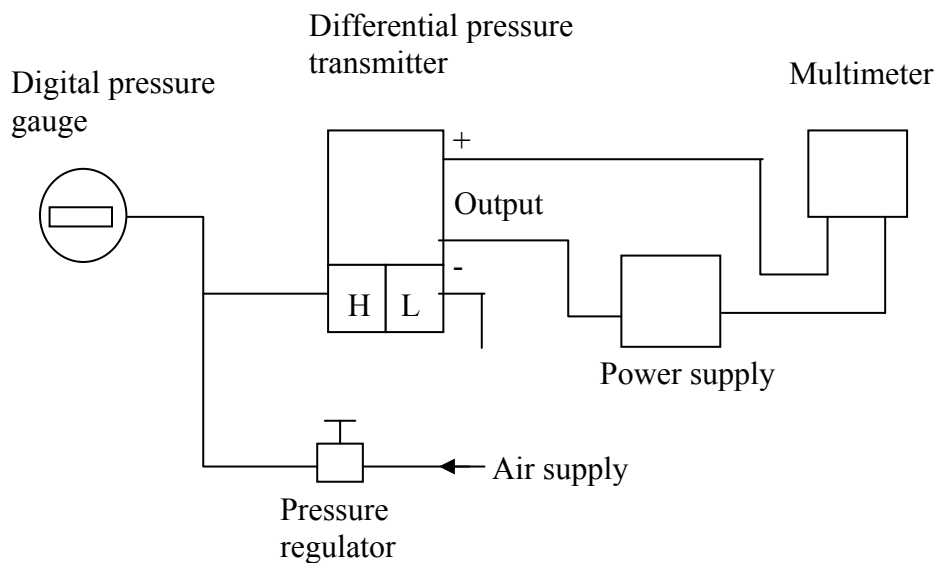 Differential pressure
transmitter
Digital pressure
gauge
Multimeter
+
Output
-
H L
Power supply
Air supply
Pressure
regulator